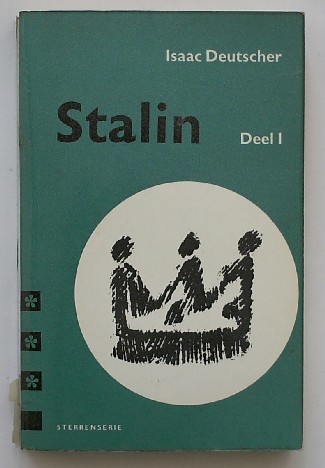 Isaac Deutscher
Stalin
Deel I
STERRENSERIE